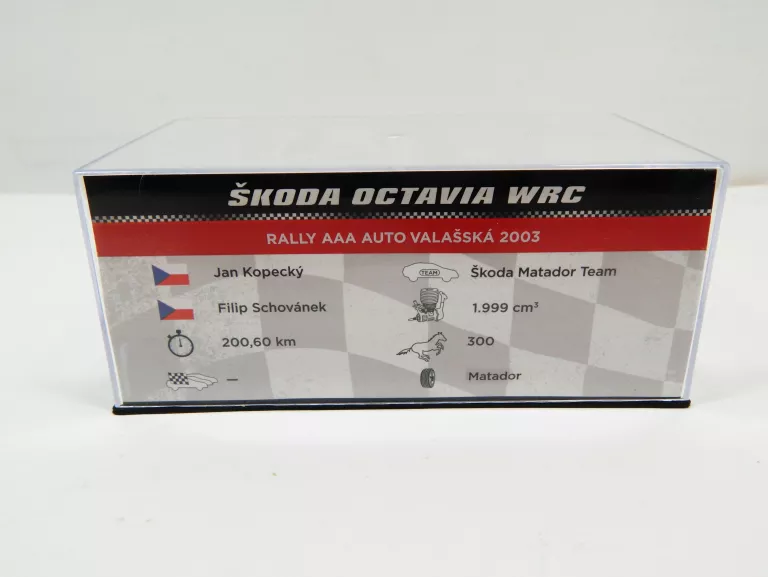 ŠKODA OCTAVIA WRC
RALLY AAA AUTO VALAŠSKÁ 2003
Jan Kopecký
Filip Schovánek
200,60 km
—
TEAM
Škoda Matador Team
1.999 cm³
300
Matador